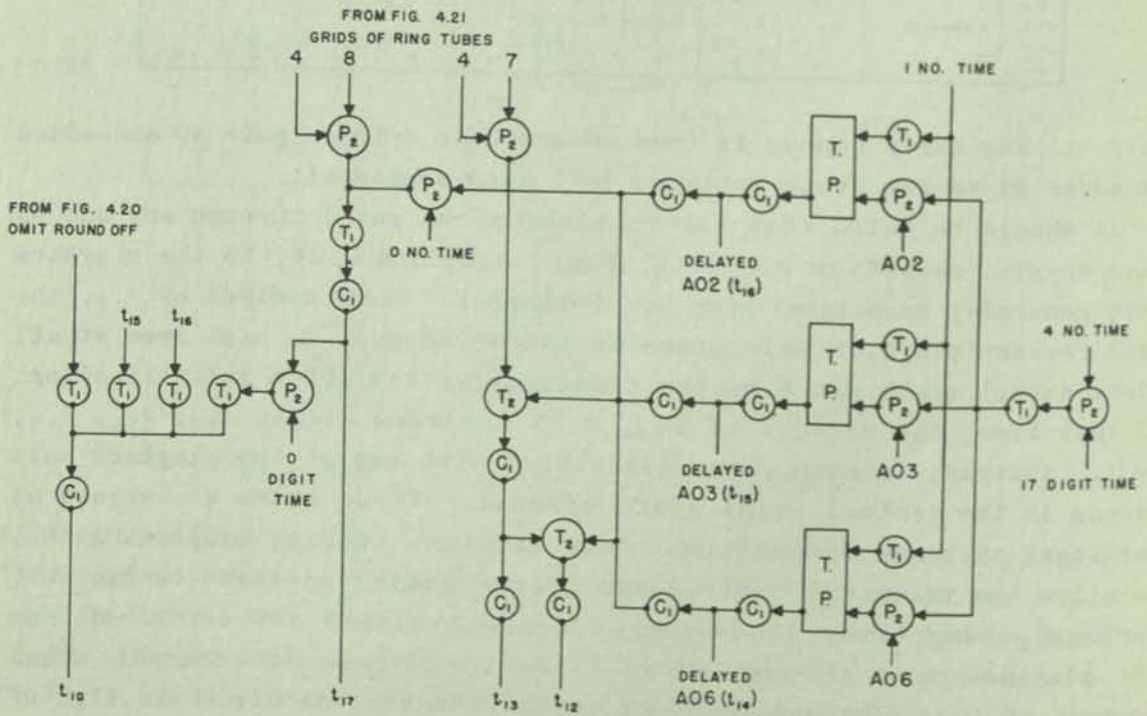 FROM FIG. 4.21
GRIDS OF RING TUBES
4 8 4 7
1 NO. TIME
P2 P2
T1
T.
P.
P2
C1 C1
P2
FROM FIG. 4.20
OMIT ROUND OFF
T1
0 NO. TIME
DELAYED
A02 (t16)
A02
C1
4 NO. TIME
t15 t16
T1
T.
P.
T1 T1 T1 T1 P2
T2
C1 C1
P2
T1 P2
0
DIGIT
TIME
C1
DELAYED
A03 (t15)
A03
17 DIGIT TIME
C1
T2
T1
T.
P.
C1 C1
C1 C1
P2
t19 t17 t13 t12
DELAYED
A06 (t14)
A06